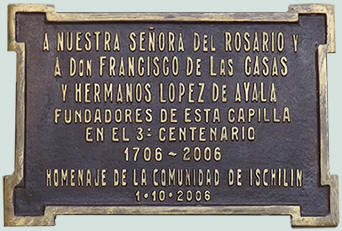 A NUESTRA SEÑORA DEL ROSARIO Y
A DON FRANCISCO DE LAS CASAS
Y HERMANOS LOPEZ DE AYALA
FUNDADORES DE ESTA CAPILLA
EN EL 3º CENTENARIO
1706~2006
HOMENAJE DE LA COMUNIDAD DE ISCHILIN
1·10·2006